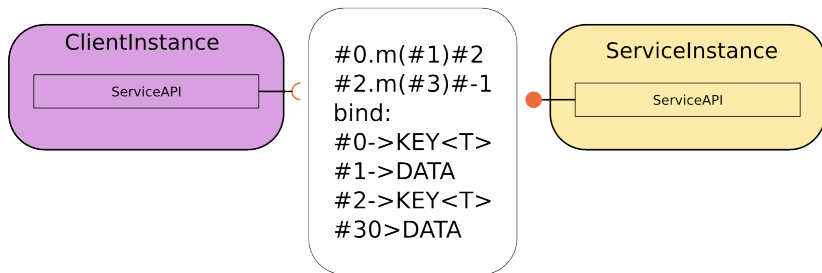 ClientInstance
ServiceAPI
#0.m(#1)#2
#2.m(#3)#-1
bind:
#0->KEY<T>
#1->DATA
#2->KEY<T>
#30>DATA
ServiceInstance
ServiceAPI